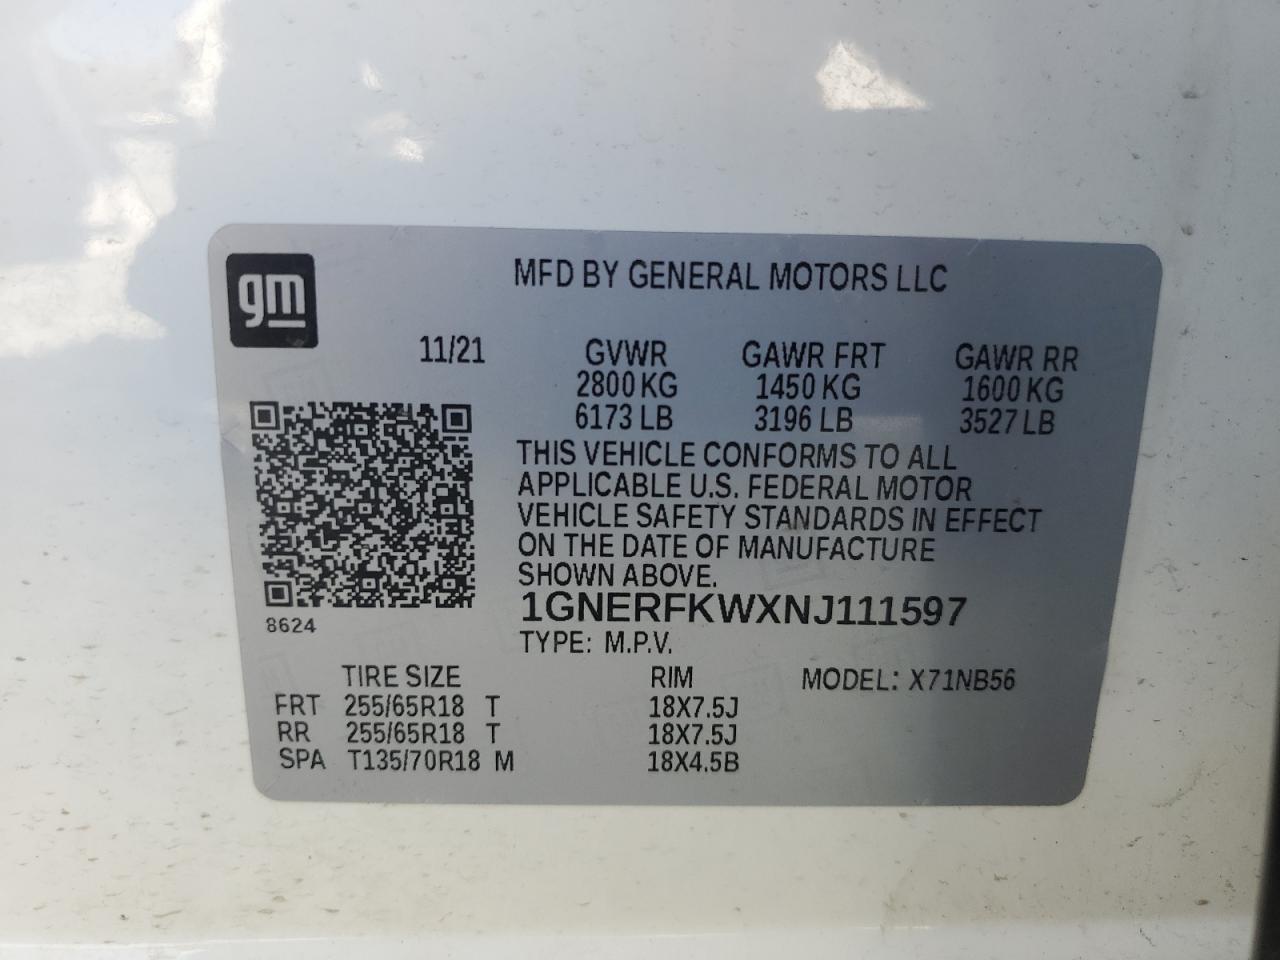 gm
MFD BY GENERAL MOTORS LLC
11/21
GVWR GAWR FRT GAWR RR
2800 KG 1450 KG 1600 KG
6173 LB 3196 LB 3527 LB
THIS VEHICLE CONFORMS TO ALL
APPLICABLE U.S. FEDERAL MOTOR
VEHICLE SAFETY STANDARDS IN EFFECT
ON THE DATE OF MANUFACTURE
SHOWN ABOVE.
1GNERFKWXNJ111597
8624
TYPE: M.P.V.
TIRE SIZE RIM MODEL: X71NB56
FRT 255/65R18 T 18X7.5J
RR 255/65R18 T 18X7.5J
SPA T135/70R18 M 18X4.5B